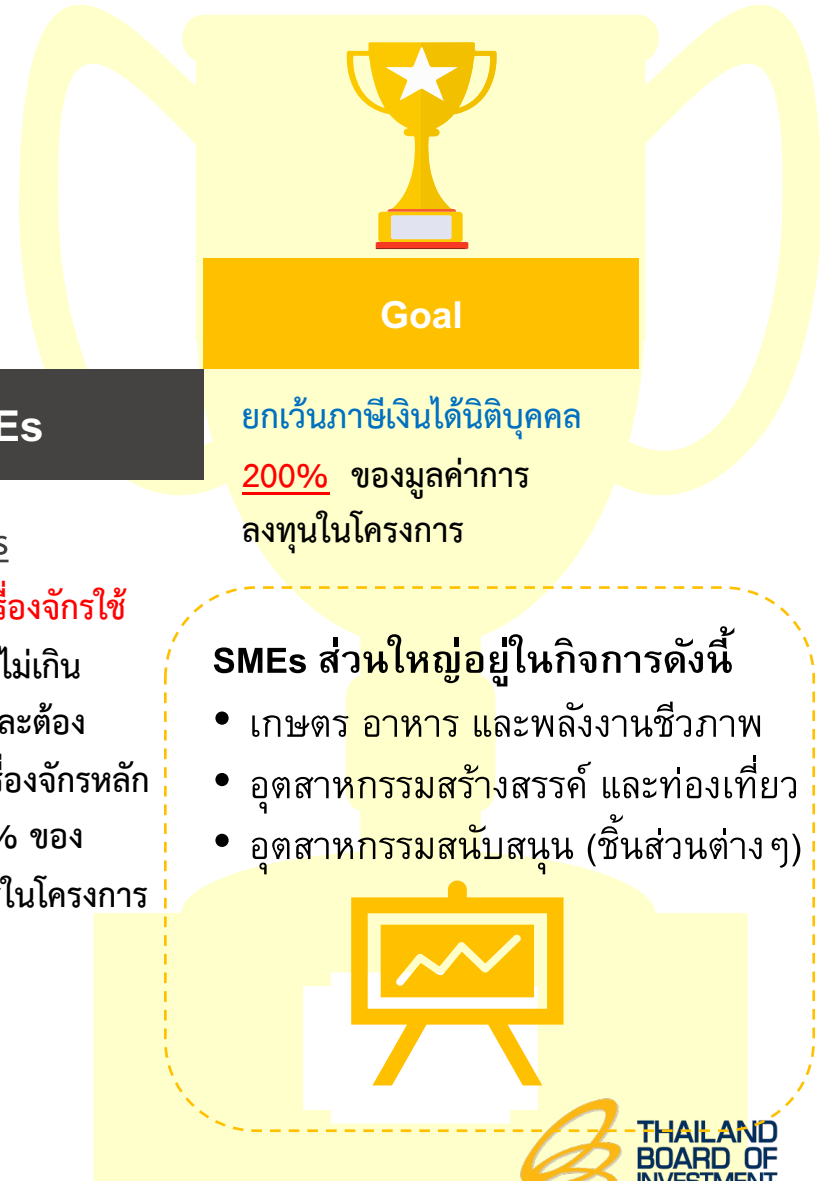 Goal
ยกเว้นภาษีเงินได้นิติบุคคล
200% ของมูลค่าการ
ลงทุนในโครงการ
Es
s
รื่องจักรใช้
ไม่เกิน
ละต้อง
รื่องจักรหลัก
% ของ
ในโครงการ
SMEs ส่วนใหญ่อยู่ในกิจการดังนี้
• เกษตร อาหาร และพลังงานชีวภาพ
• อุตสาหกรรมสร้างสรรค์ และท่องเที่ยว
• อุตสาหกรรมสนับสนุน (ชิ้นส่วนต่างๆ)
THAILAND
BOARD OF
INVESTMENT